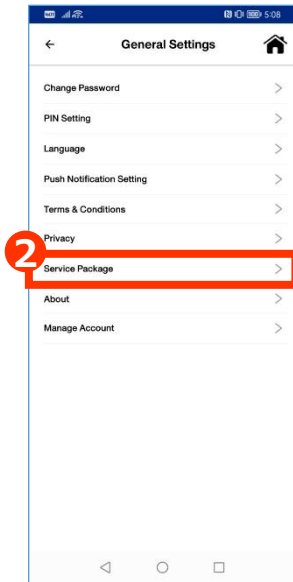 5:08
General Settings
Change Password
PIN Setting
Language
Push Notification Setting
Terms & Conditions
Privacy
2
Service Package
About
Manage Account